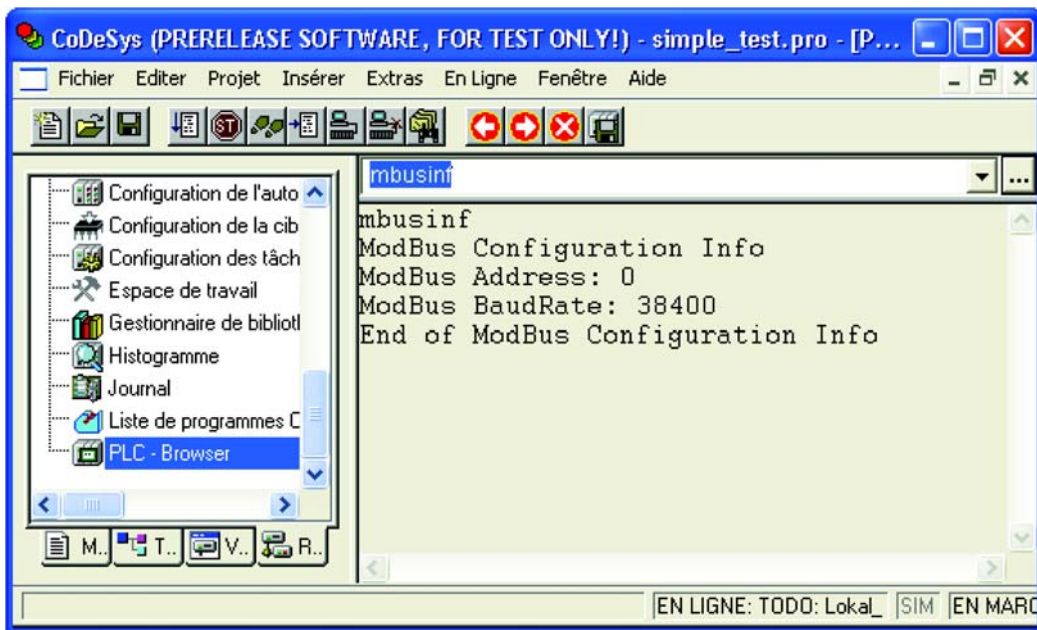 CoDeSys (PRERELEASE SOFTWARE, FOR TEST ONLY!) - simple_test.pro - [P...
Fichier Editer Projet Insérer Extras En Ligne Fenêtre Aide
ST
Configuration de l'auto
Configuration de la cib
Configuration des tâch
Espace de travail
Gestionnaire de bibliotl
Histogramme
Journal
Liste de programmes C
PLC - Browser
M.. T.. V.. R..
mbusinf
...
mbusinf
ModBus Configuration Info
ModBus Address: 0
ModBus BaudRate: 38400
End of ModBus Configuration Info
EN LIGNE: TODO: Lokal_ SIM EN MARC